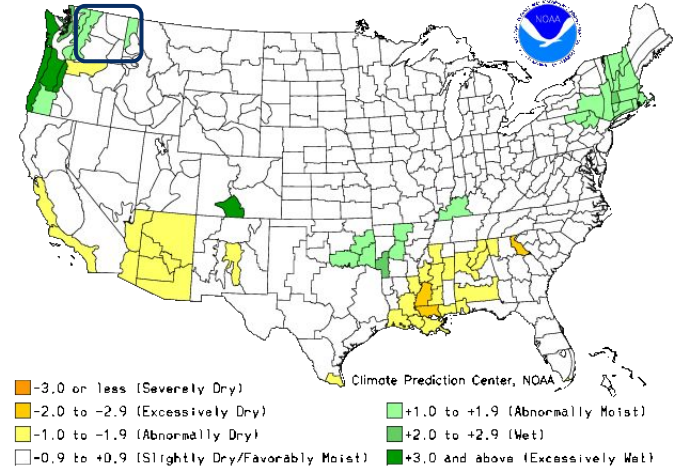 NOAA
Climate Prediction Center, NOAA
-3.0 or less (Severely Dry)
-2.0 to -2.9 (Excessively Dry)
-1.0 to -1.9 (Abnormally Dry)
-0.9 to +0.9 (Slightly Dry/Favorably Moist)
+1.0 to +1.9 (Abnormally Moist)
+2.0 to +2.9 (Wet)
+3.0 and above (Excessively Wet)